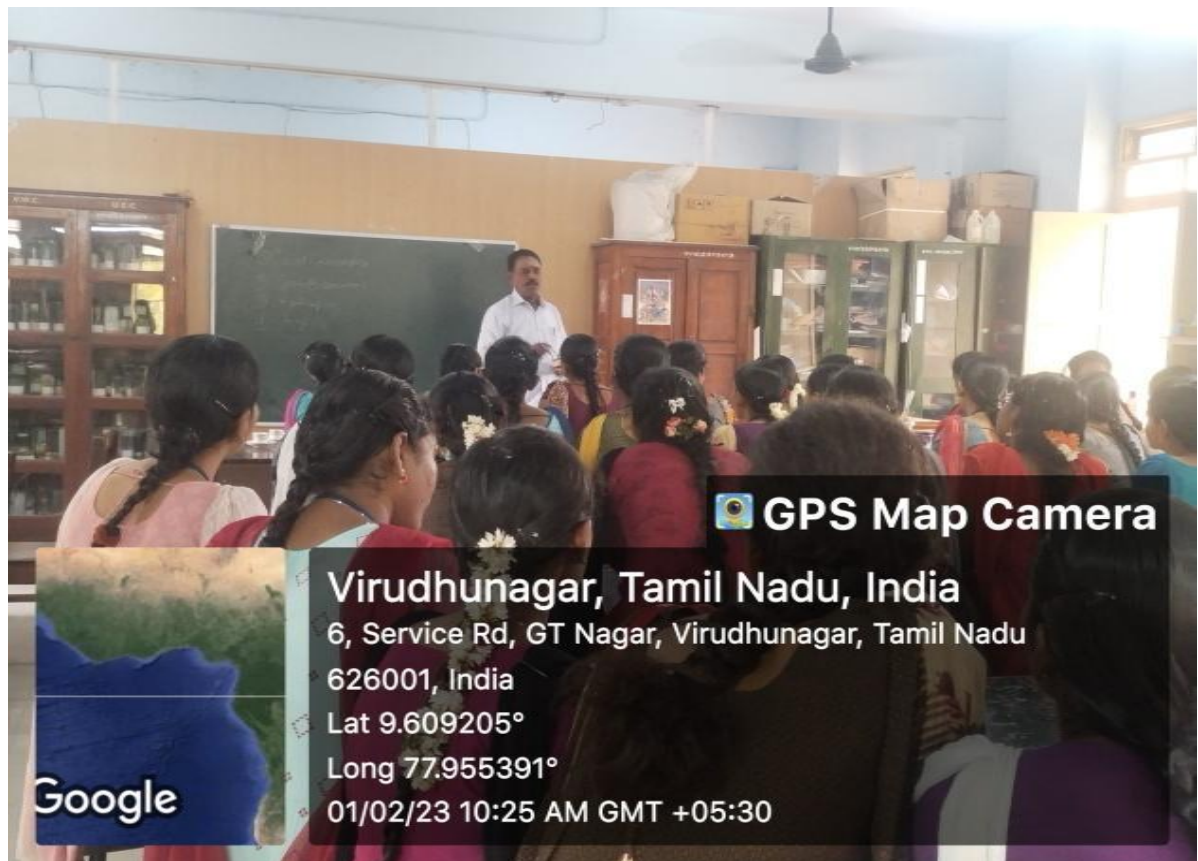 GPS Map Camera
Virudhunagar, Tamil Nadu, India
6, Service Rd, GT Nagar, Virudhunagar, Tamil Nadu
626001, India
Lat 9.609205°
Long 77.955391°
01/02/23 10:25 AM GMT +05:30
Google